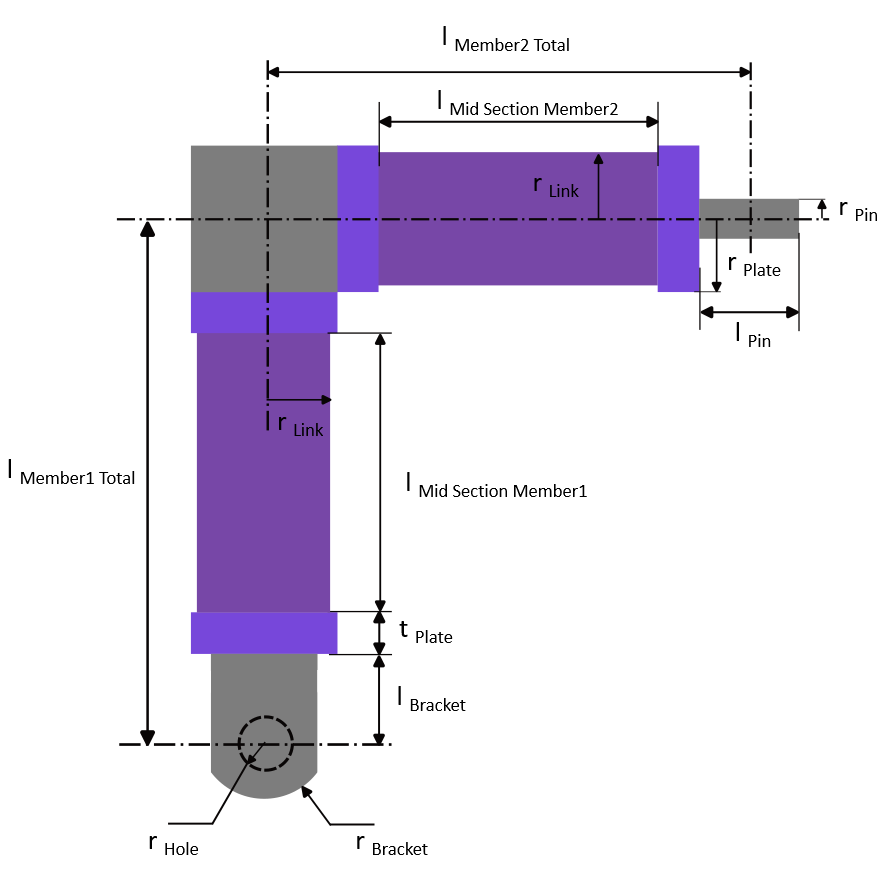 l Member2 Total
l Mid Section Member2
r Link
r Pin
r Plate
l Pin
r Link
l Member1 Total
l Mid Section Member1
t Plate
l Bracket
r Hole
r Bracket